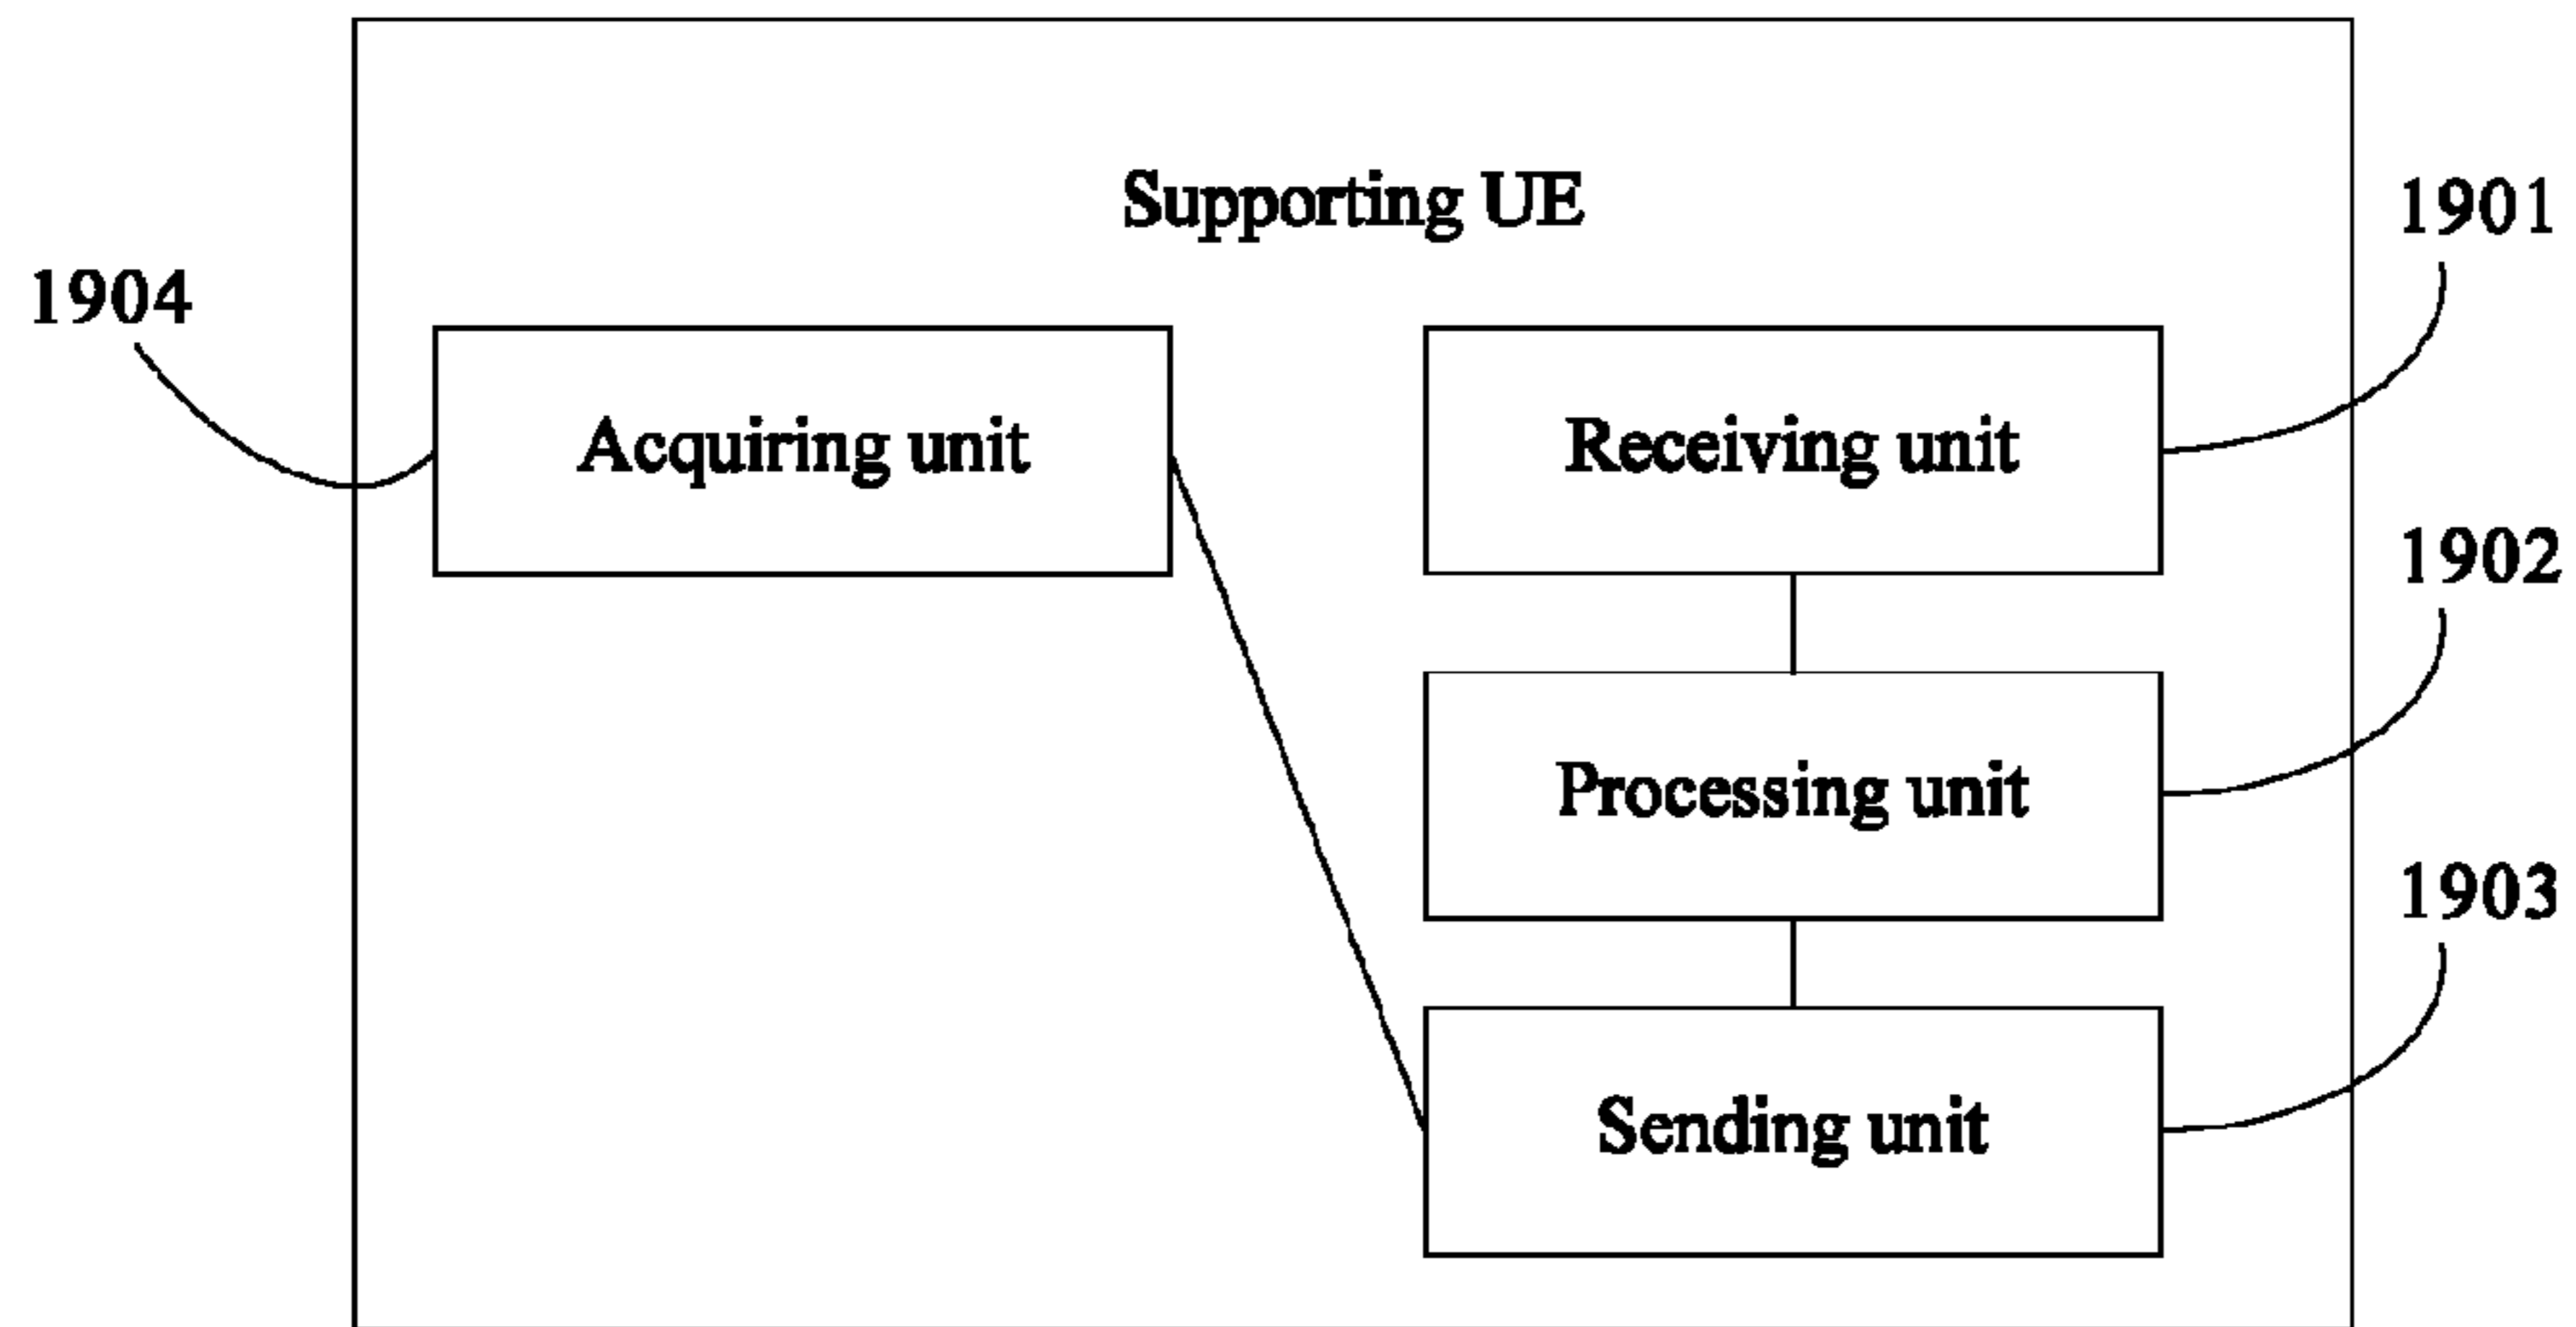 Supporting UE
1901
1904
Acquiring unit
Receiving unit
1902
Processing unit
1903
Sending unit